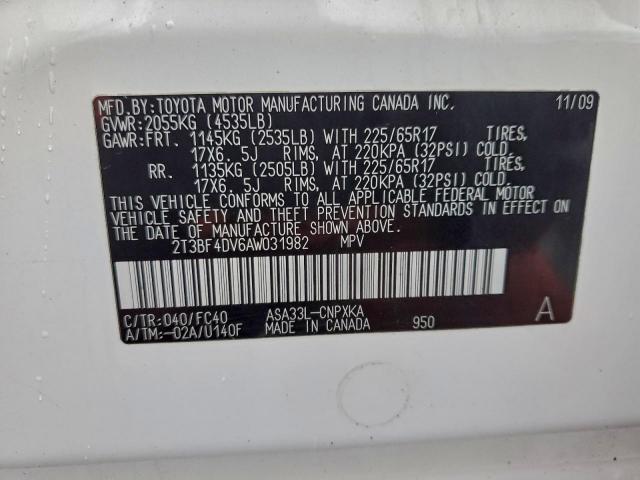 MFD.BY:TOYOTA MOTOR MANUFACTURING CANADA INC. 11/09
GVWR:2055KG (4535LB)
GAWR:FRT. 1145KG (2535LB) WITH 225/65R17 TIRES,
17X6.5J RIMS, AT 220KPA (32PSI) COLD.
RR. 1135KG (2505LB) WITH 225/65R17 TIRES,
17X6.5J RIMS, AT 220KPA (32PSI) COLD.
THIS VEHICLE CONFORMS TO ALL APPLICABLE FEDERAL MOTOR
VEHICLE SAFETY AND THEFT PREVENTION STANDARDS IN EFFECT ON
THE DATE OF MANUFACTURE SHOWN ABOVE.
2T3BF4DV6AW031982 MPV
C/TR:040/FC40 ASA33L-CNPXKA A
A/TM:-02A/U140F MADE IN CANADA 950